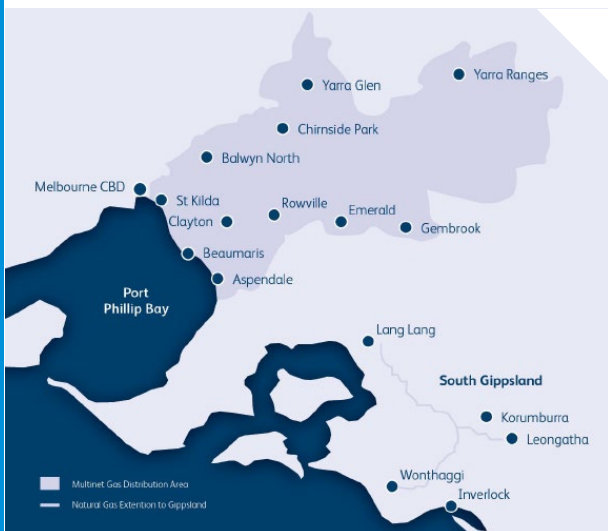 Yarra Ranges
Yarra Glen
Chirnside Park
Balwyn North
Melbourne CBD
St Kilda
Rowville
Emerald
Clayton
Gembrook
Beaumaris
Aspendale
Port
Phillip Bay
Lang Lang
South Gippsland
Korumburra
Leongatha
Wonthaggi
Inverlock
Multinet Gas Distribution Area
Natural Gas Extention to Gippsland